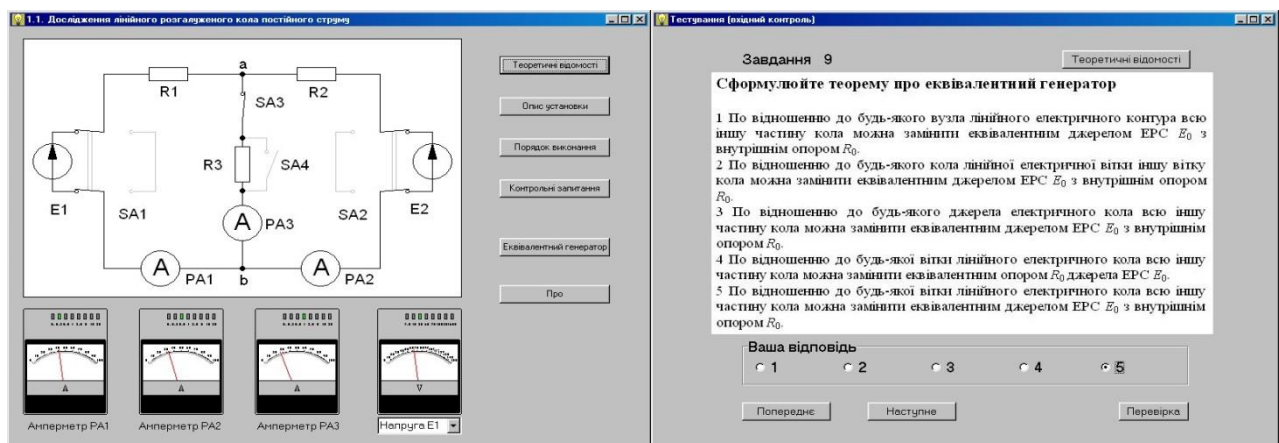 1.1. Дослідження лінійного розгалуженого кола постійного струму
a
R1
R2
SA3
R3
SA4
E1
SA1
SA2
E2
A
PA3
A
PA1
b
A
PA2
Теоретичні відомості
Опис установки
Порядок виконання
Контрольні запитання
Еквівалентний генератор
Про
A
A
A
V
Амперметр PA1
Амперметр PA2
Амперметр PA3
Напруга E1
Тестування (вхідний контроль)
Завдання 9
Теоретичні відомості
Сформулюйте теорему про еквівалентний генератор
1 По відношенню до будь-якого вузла лінійного електричного контура всю
іншу частину кола можна замінити еквівалентним джерелом ЕРС E₀ з
внутрішнім опором R₀.
2 По відношенню до будь-якого кола лінійної електричної вітки іншу вітку
кола можна замінити еквівалентним джерелом ЕРС E₀ з внутрішнім опором
R₀.
3 По відношенню до будь-якого джерела електричного кола всю іншу
частину кола можна замінити еквівалентним джерелом ЕРС E₀ з внутрішнім
опором R₀.
4 По відношенню до будь-якої вітки лінійного електричного кола всю іншу
частину кола можна замінити еквівалентним опором R₀ джерела ЕРС E₀.
5 По відношенню до будь-якої вітки лінійного електричного кола всю іншу
частину кола можна замінити еквівалентним джерелом ЕРС E₀ з внутрішнім
опором R₀.
Ваша відповідь
1 2 3 4 5
Попереднє
Наступне
Перевірка